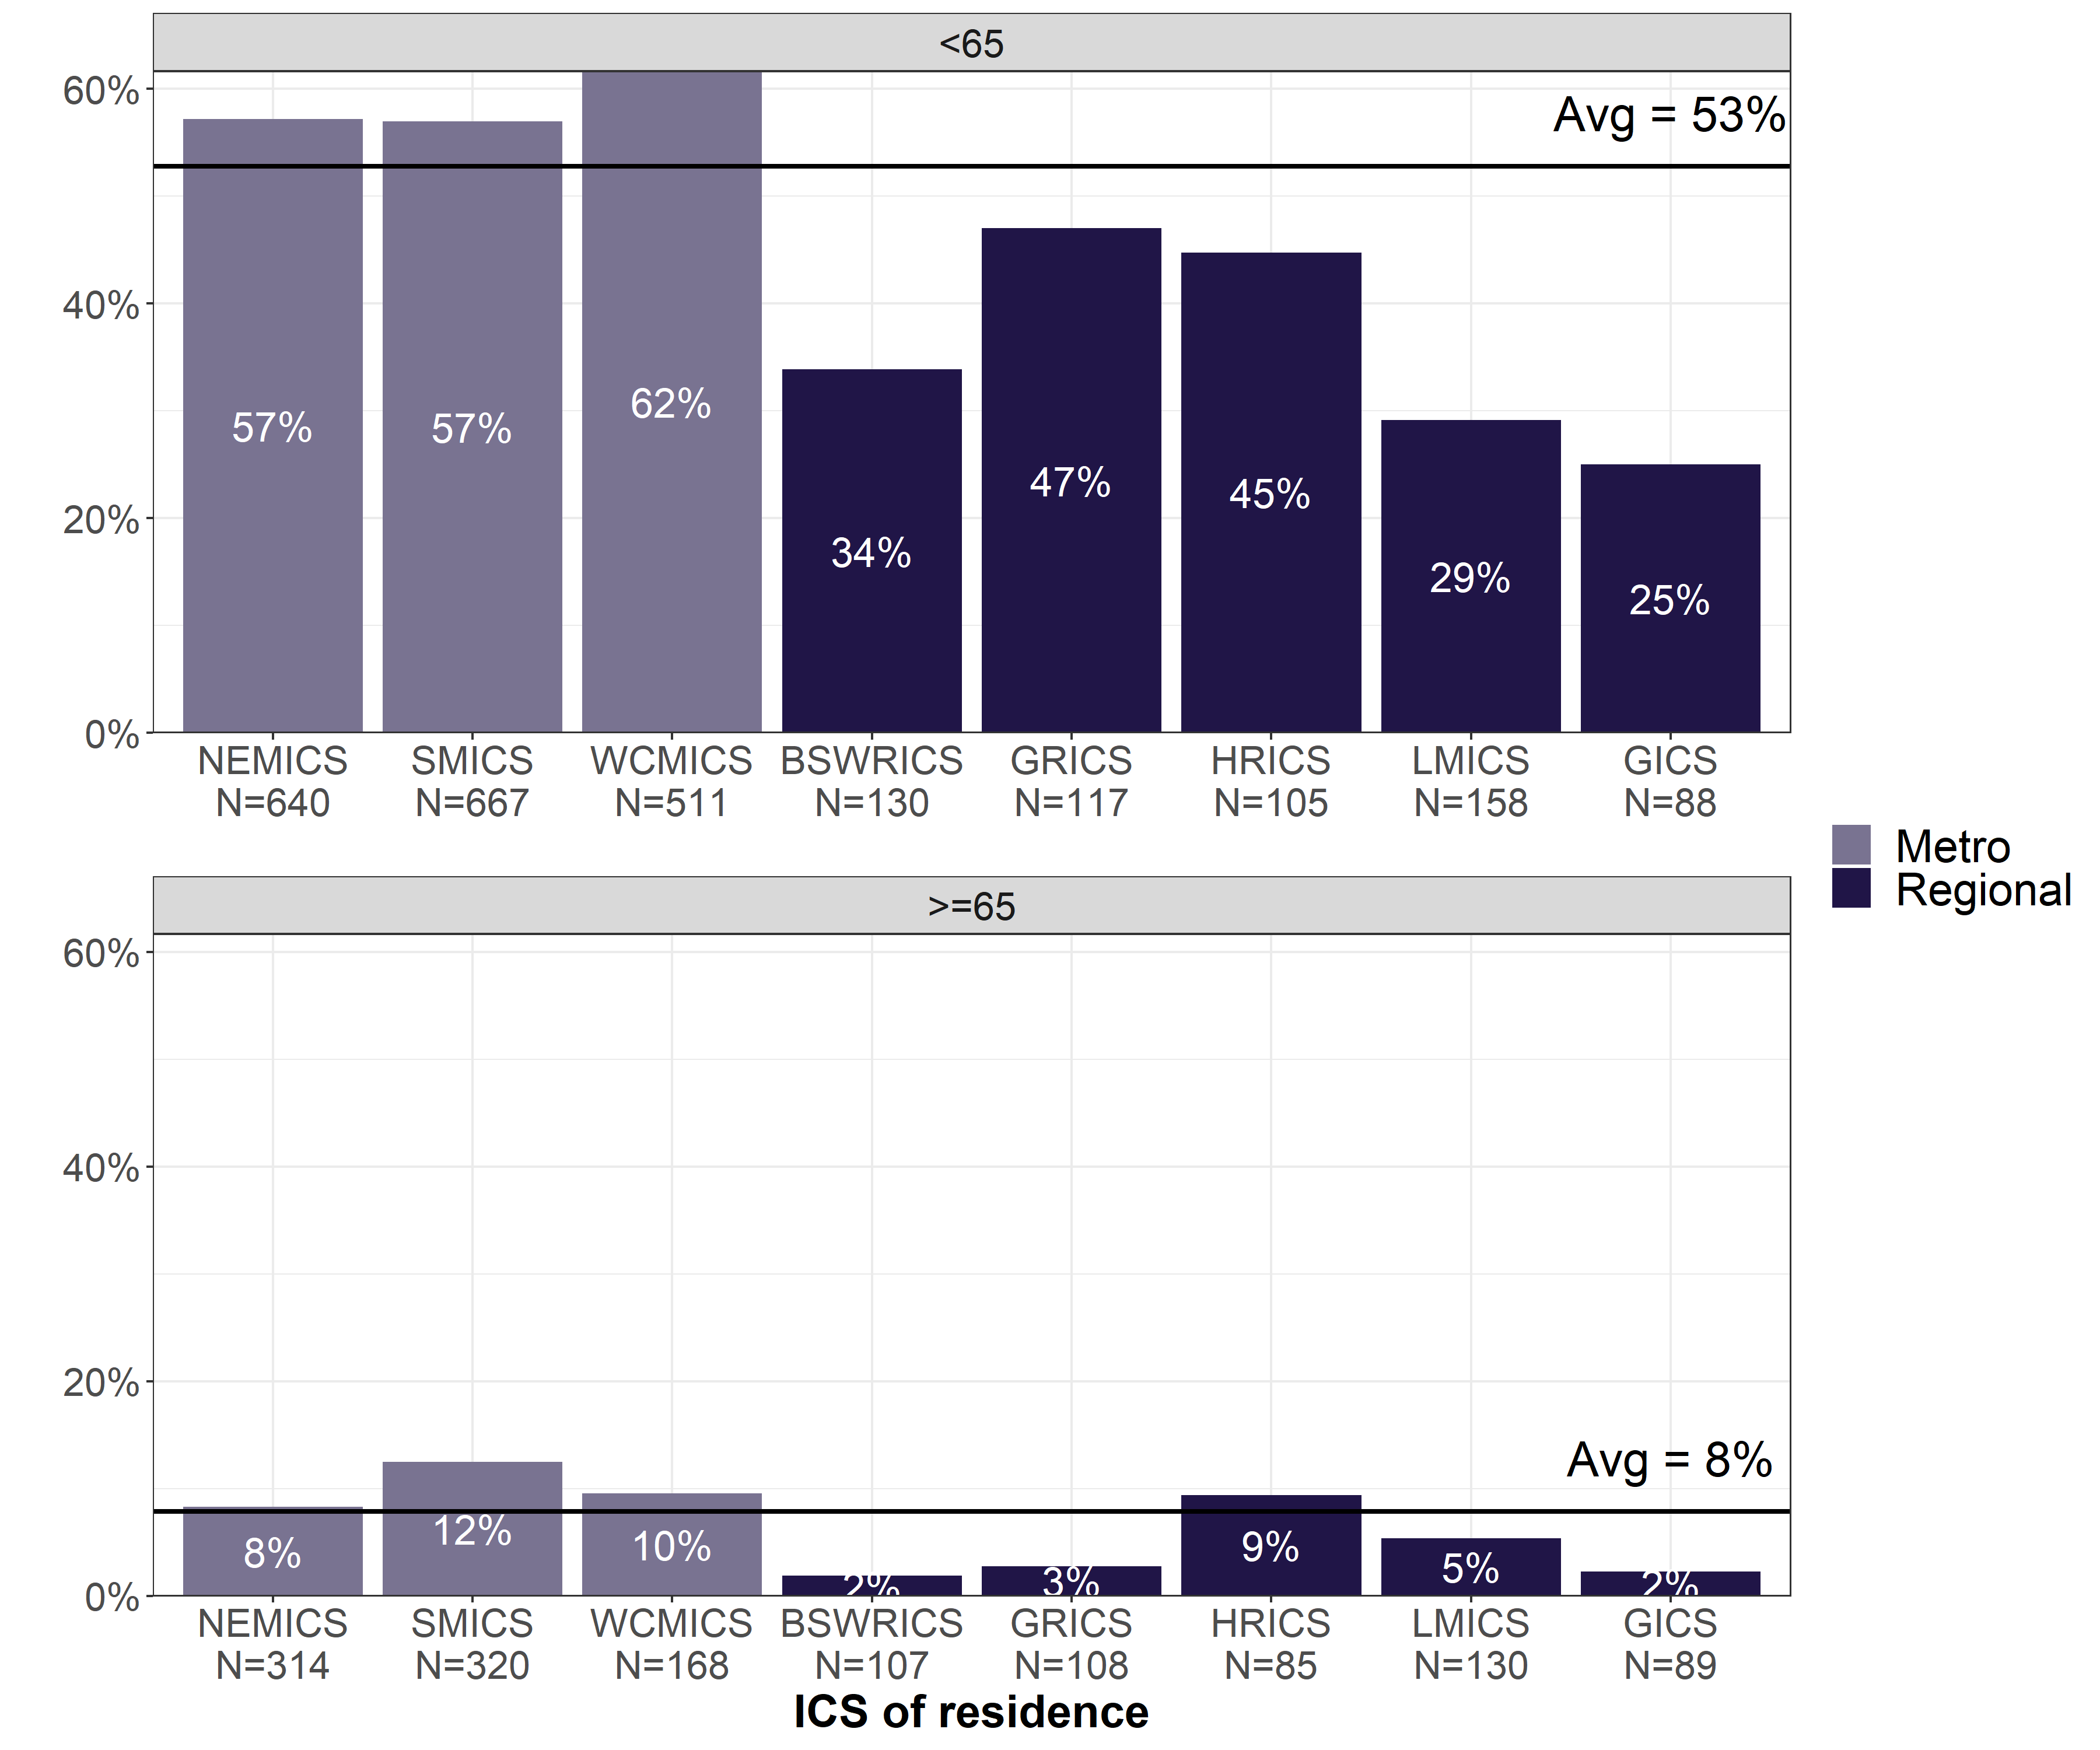 <65
60%
40%
20%
0%
Avg = 53%
57%
57%
62%
34%
47%
45%
29%
25%
NEMICS SMICS WCMICS BSWRICS GRICS HRICS LMICS GICS
N=640 N=667 N=511 N=130 N=117 N=105 N=158 N=88
Metro
Regional
>=65
60%
40%
20%
0%
Avg = 8%
8%
12%
10%
2%
3%
9%
5%
2%
NEMICS SMICS WCMICS BSWRICS GRICS HRICS LMICS GICS
N=314 N=320 N=168 N=107 N=108 N=85 N=130 N=89
ICS of residence